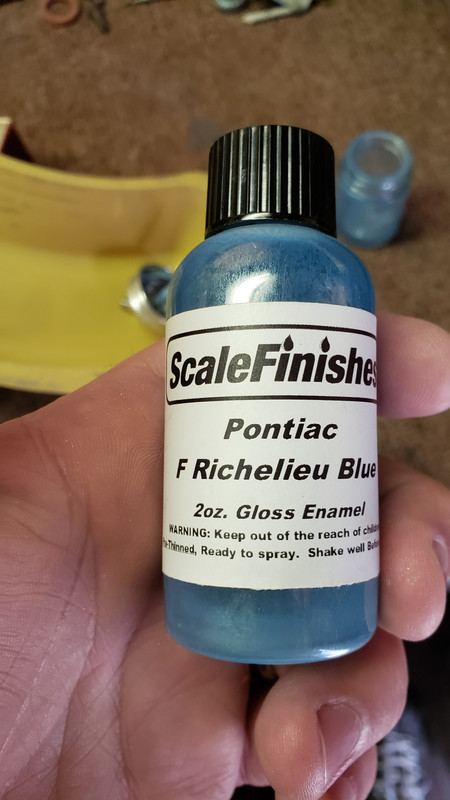 ScaleFinishes
Pontiac
F Richelieu Blue
2oz. Gloss Enamel
WARNING: Keep out of the reach of
Thinned, Ready to spray. Shake well